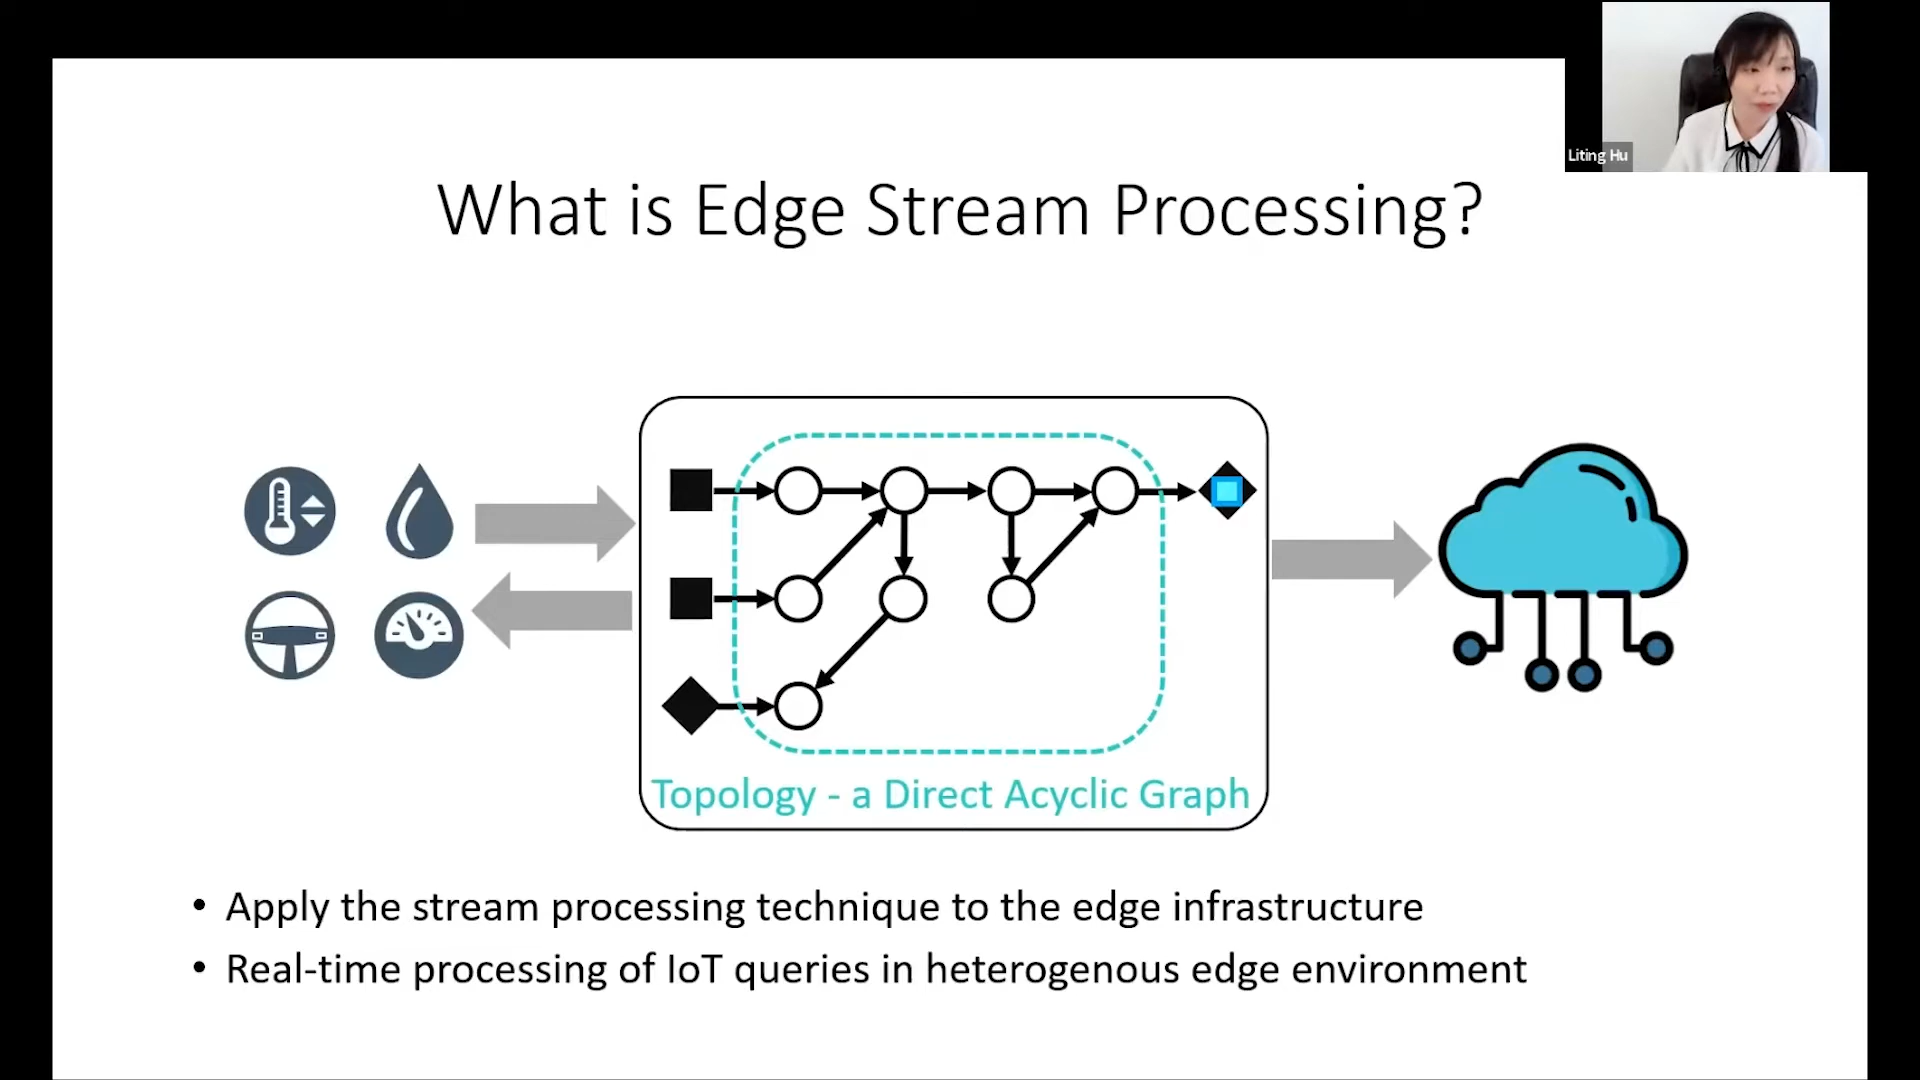 Liting Hu
What is Edge Stream Processing?
Topology - a Direct Acyclic Graph
• Apply the stream processing technique to the edge infrastructure
• Real-time processing of IoT queries in heterogenous edge environment